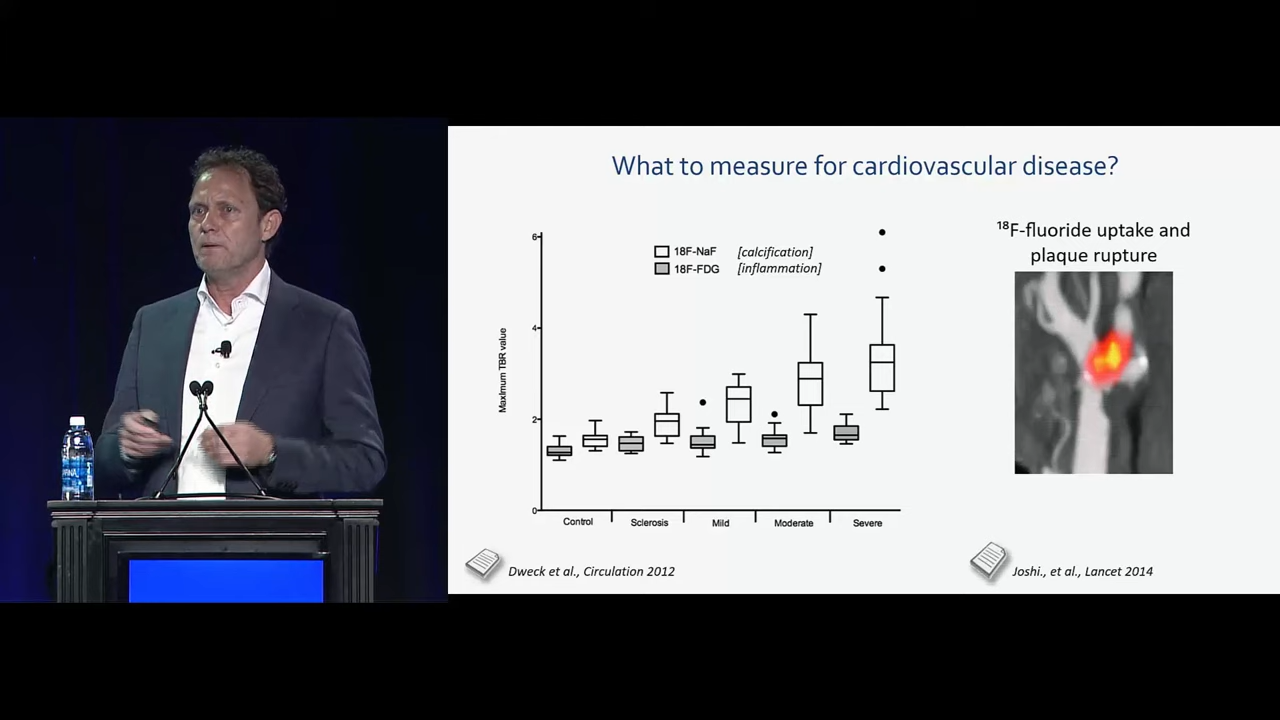 What to measure for cardiovascular disease?
6
4
2
0
Maximum TBR value
18F-NaF [calcification]
18F-FDG [inflammation]
Control Sclerosis Mild Moderate Severe
Dweck et al., Circulation 2012
¹⁸F-fluoride uptake and
plaque rupture
Joshi., et al., Lancet 2014